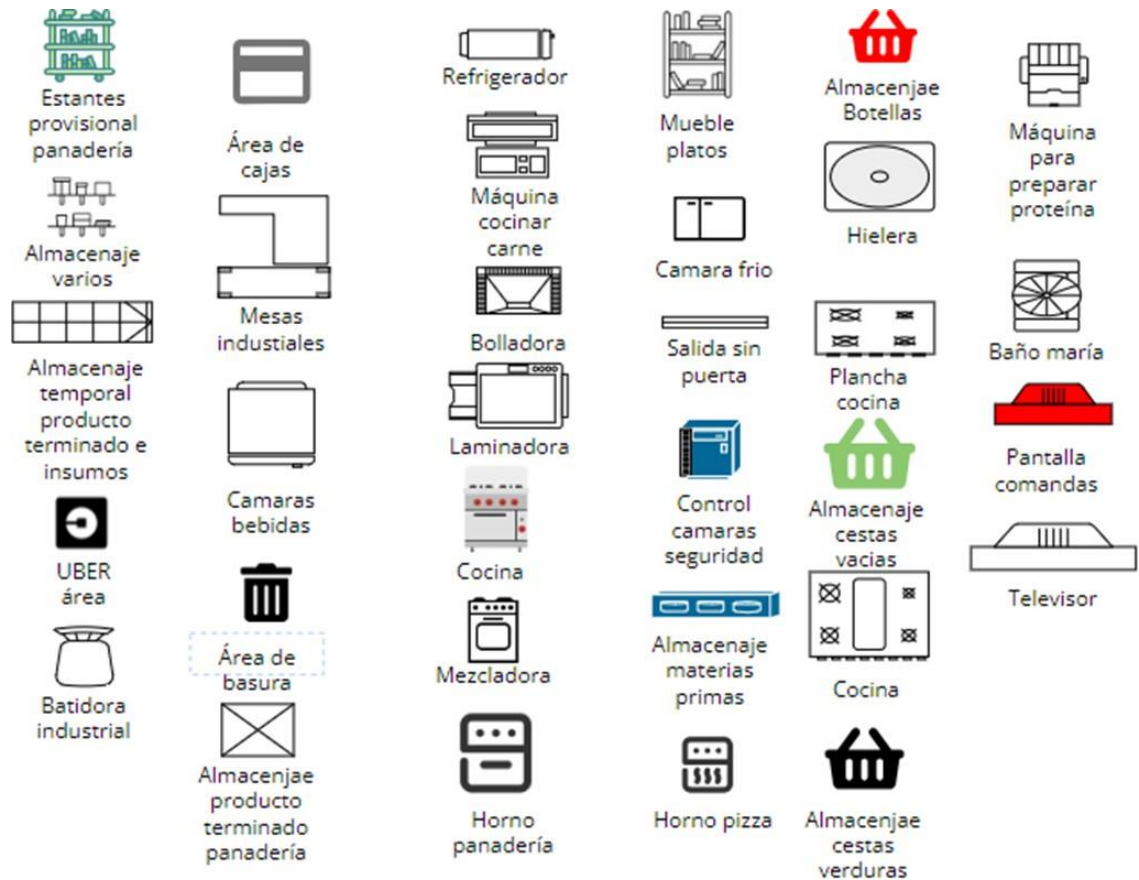 Estantes
provisional
panadería
Almacenaje
varios
Almacenaje
temporal
producto
terminado e
insumos
UBER
área
Batidora
industrial
Área de
cajas
Mesas
industiales
Camaras
bebidas
Área de
basura
Almacenjae
producto
terminado
panadería
Refrigerador
Máquina
cocinar
carne
Bolladora
Laminadora
Cocina
Mezcladora
Horno
panadería
Mueble
platos
Camara frio
Salida sin
puerta
Control
camaras
seguridad
Almacenaje
materias
primas
Horno pizza
Almacenjae
Botellas
Hielera
Plancha
cocina
Almacenaje
cestas
vacias
Cocina
Almacenjae
cestas
verduras
Máquina
para
preparar
proteína
Baño maría
Pantalla
comandas
Televisor